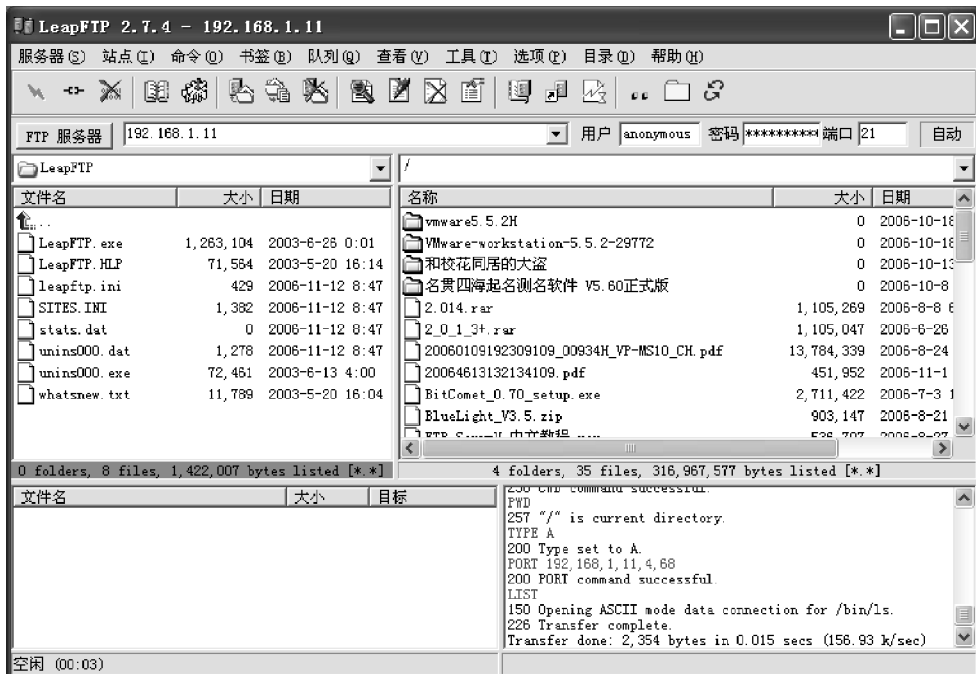 LeapFTP 2.7.4 - 192.168.1.11
服务器(S) 站点(I) 命令(O) 书签(B) 队列(Q) 查看(V) 工具(T) 选项(P) 目录(D) 帮助(H)
FTP 服务器 192.168.1.11 用户 anonymous 密码 ********** 端口 21 自动
LeapFTP /
文件名 大小 日期
..
LeapFTP.exe 1,263,104 2003-6-26 0:01
LeapFTP.HLP 71,564 2003-5-20 16:14
leapftp.ini 429 2006-11-12 8:47
SITES.INI 1,382 2006-11-12 8:47
stats.dat 0 2006-11-12 8:47
unins000.dat 1,278 2006-11-12 8:47
unins000.exe 72,461 2003-6-13 4:00
whatsnew.txt 11,789 2003-5-20 16:04
0 folders, 8 files, 1,422,007 bytes listed [*.*]
名称 大小 日期
vmware5.5.2H 0 2006-10-18
VMware-workstation-5.5.2-29772 0 2006-10-18
和校花同居的大盗 0 2006-10-13
名贯四海起名测名软件 V5.60正式版 0 2006-10-8
2.014.rar 1,105,269 2006-8-8 6
2_0_1_3+.rar 1,105,047 2006-6-26
20060109192309109_00934H_VP-MS10_CH.pdf 13,784,339 2006-8-24
20064613132134109.pdf 451,952 2006-11-1
BitComet_0.70_setup.exe 2,711,422 2006-7-3 1
BlueLight_V3.5.zip 903,147 2006-8-21
4 folders, 35 files, 316,967,577 bytes listed [*.*]
文件名 大小 目标
250 CWD command successful.
PWD
257 "/" is current directory.
TYPE A
200 Type set to A.
PORT 192,168,1,11,4,68
200 PORT command successful.
LIST
150 Opening ASCII mode data connection for /bin/ls.
226 Transfer complete.
Transfer done: 2,354 bytes in 0.015 secs (156.93 k/sec)
空闲 (00:03)